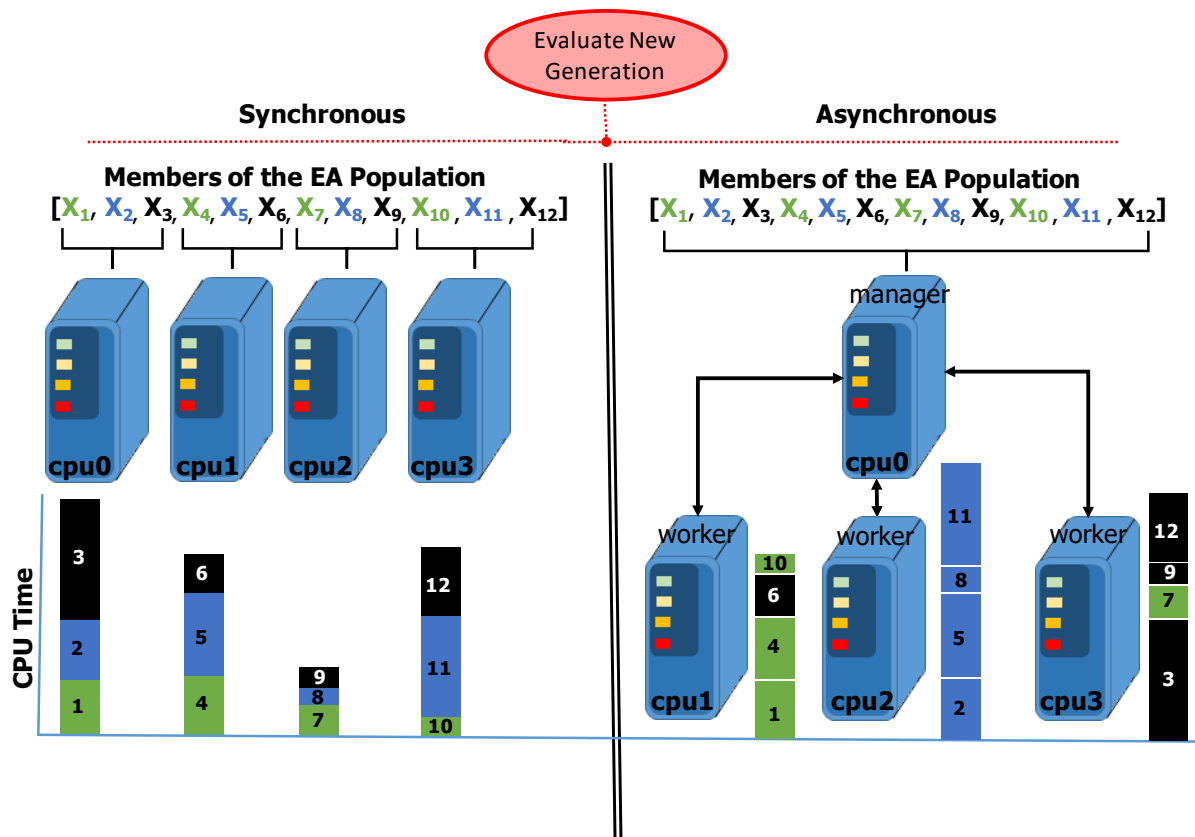 Evaluate New
Generation
Synchronous
Asynchronous
Members of the EA Population
[X₁, X₂, X₃, X₄, X₅, X₆, X₇, X₈, X₉, X₁₀ , X₁₁ , X₁₂]
cpu0
cpu1
cpu2
cpu3
CPU Time
3
2
1
6
5
4
9
8
7
12
11
10
Members of the EA Population
[X₁, X₂, X₃, X₄, X₅, X₆, X₇, X₈, X₉, X₁₀ , X₁₁ , X₁₂]
manager
cpu0
worker
cpu1
10
6
4
1
worker
cpu2
11
8
5
2
worker
cpu3
12
9
7
3